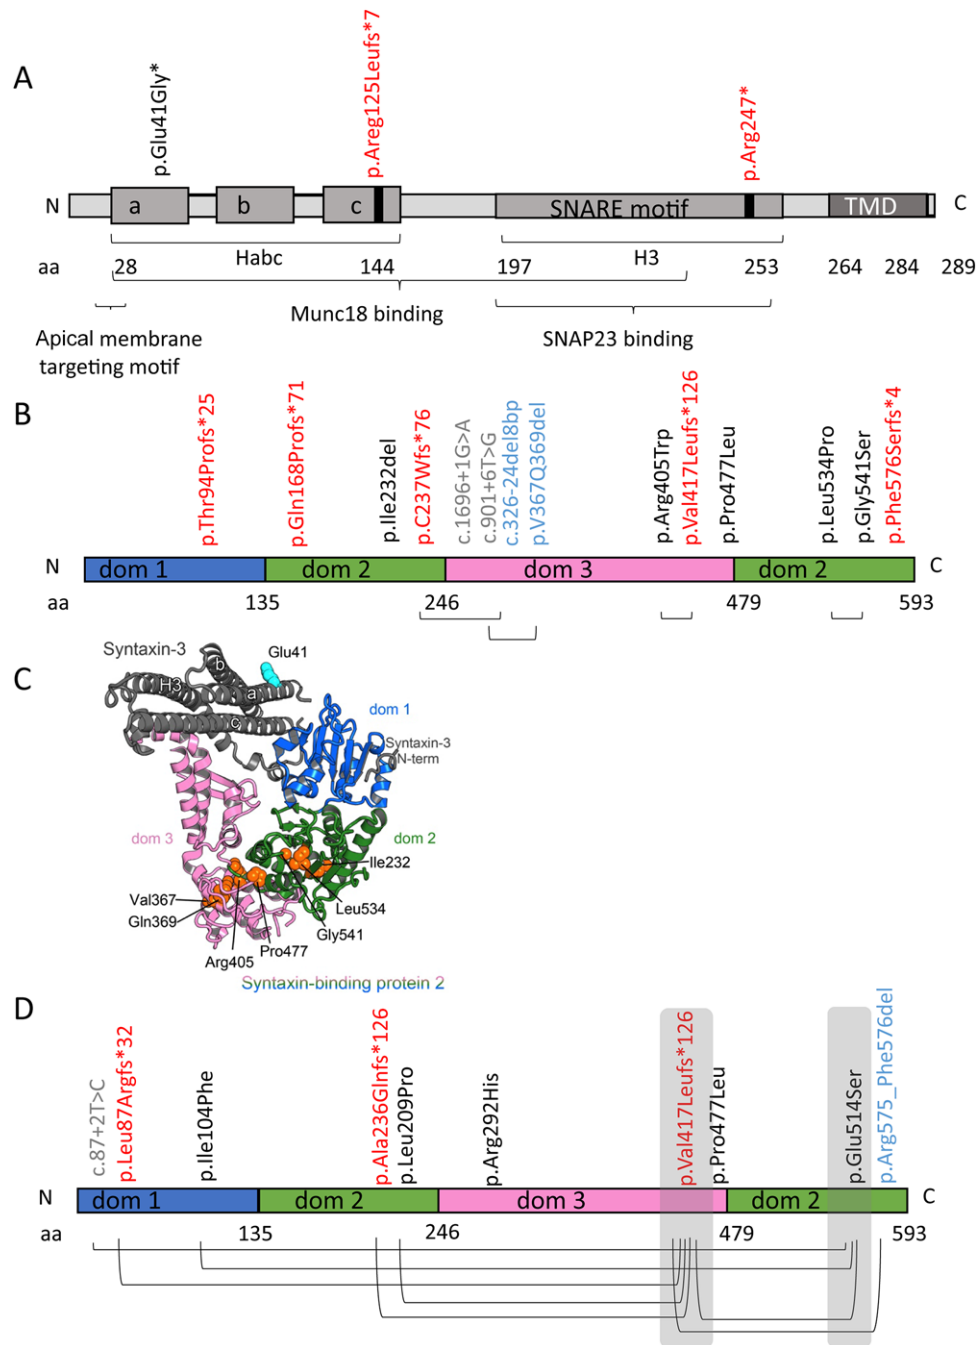 A
p.Glu41Gly*
p.Areg125Leufs*7
p.Arg247*
N
a
b
c
SNARE motif
TMD
C
Habc
H3
aa
28
144
197
253
264
284
289
Munc18 binding
SNAP23 binding
Apical membrane
targeting motif
B
p.Thr94Profs*25
p.Gln168Profs*71
p.Ile232del
p.C237Wfs*76
c.1696+1G>A
c.901+6T>G
c.326-24del8bp
p.V367Q369del
p.Arg405Trp
p.Val417Leufs*126
p.Pro477Leu
p.Leu534Pro
p.Gly541Ser
p.Phe576Serfs*4
N
dom 1
dom 2
dom 3
dom 2
C
aa
135
246
479
593
C
Syntaxin-3
Glu41
b
H3
a
c
dom 1
Syntaxin-3
N-term
dom 3
dom 2
Ile232
Val367
Gln369
Leu534
Gly541
Arg405
Pro477
Syntaxin-binding protein 2
D
c.87+2T>C
p.Leu87Argfs*32
p.Ile104Phe
p.Ala236Glnfs*126
p.Leu209Pro
p.Arg292His
p.Val417Leufs*126
p.Pro477Leu
p.Glu514Ser
p.Arg575_Phe576del
N
dom 1
dom 2
dom 3
dom 2
C
aa
135
246
479
593